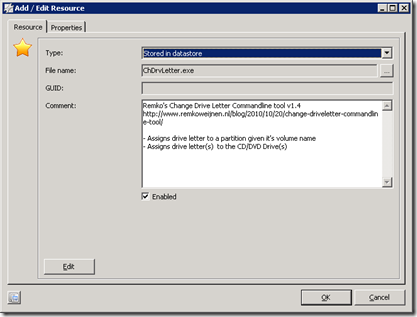 Add / Edit Resource
Resource
Properties
Type:
Stored in datastore
File name:
ChDrvLetter.exe
...
GUID:
Comment:
Remko's Change Drive Letter Commandline tool v1.4
http://www.remkoweijnen.nl/blog/2010/10/20/change-driveletter-commandlin
e-tool/
- Assigns drive letter to a partition given it's volume name
- Assigns drive letter(s) to the CD/DVD Drive(s)
Enabled
Edit
OK
Cancel